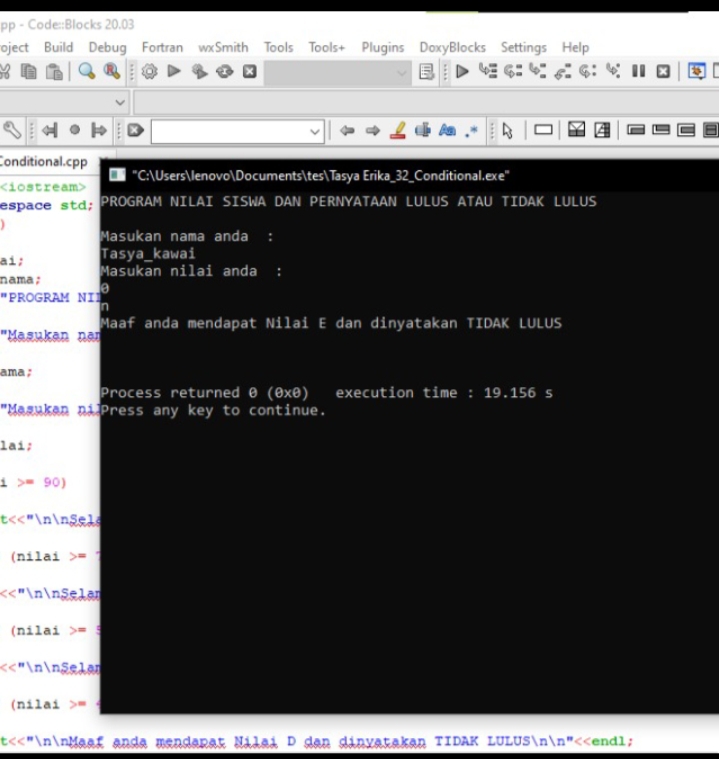 pp - Code::Blocks 20.03
oject Build Debug Fortran wxSmith Tools Tools+ Plugins DoxyBlocks Settings Help
Conditional.cpp
"C:\Users\lenovo\Documents\tes\Tasya Erika_32_Conditional.exe"
<iostream>
espace std;
)
ai;
nama;
"PROGRAM NI
"Masukan nam
ama;
"Masukan nil
lai;
i >= 90)
t<<"\n\nSela
(nilai >=
<<"\n\nSelam
(nilai >=
<<"\n\nSelam
(nilai >=
t<<"\n\nMaaf anda mendapat Nilai D dan dinyatakan TIDAK LULUS\n\n"<<endl;
PROGRAM NILAI SISWA DAN PERNYATAAN LULUS ATAU TIDAK LULUS
Masukan nama anda :
Tasya_kawai
Masukan nilai anda :
0
n
Maaf anda mendapat Nilai E dan dinyatakan TIDAK LULUS
Process returned 0 (0x0) execution time : 19.156 s
Press any key to continue.